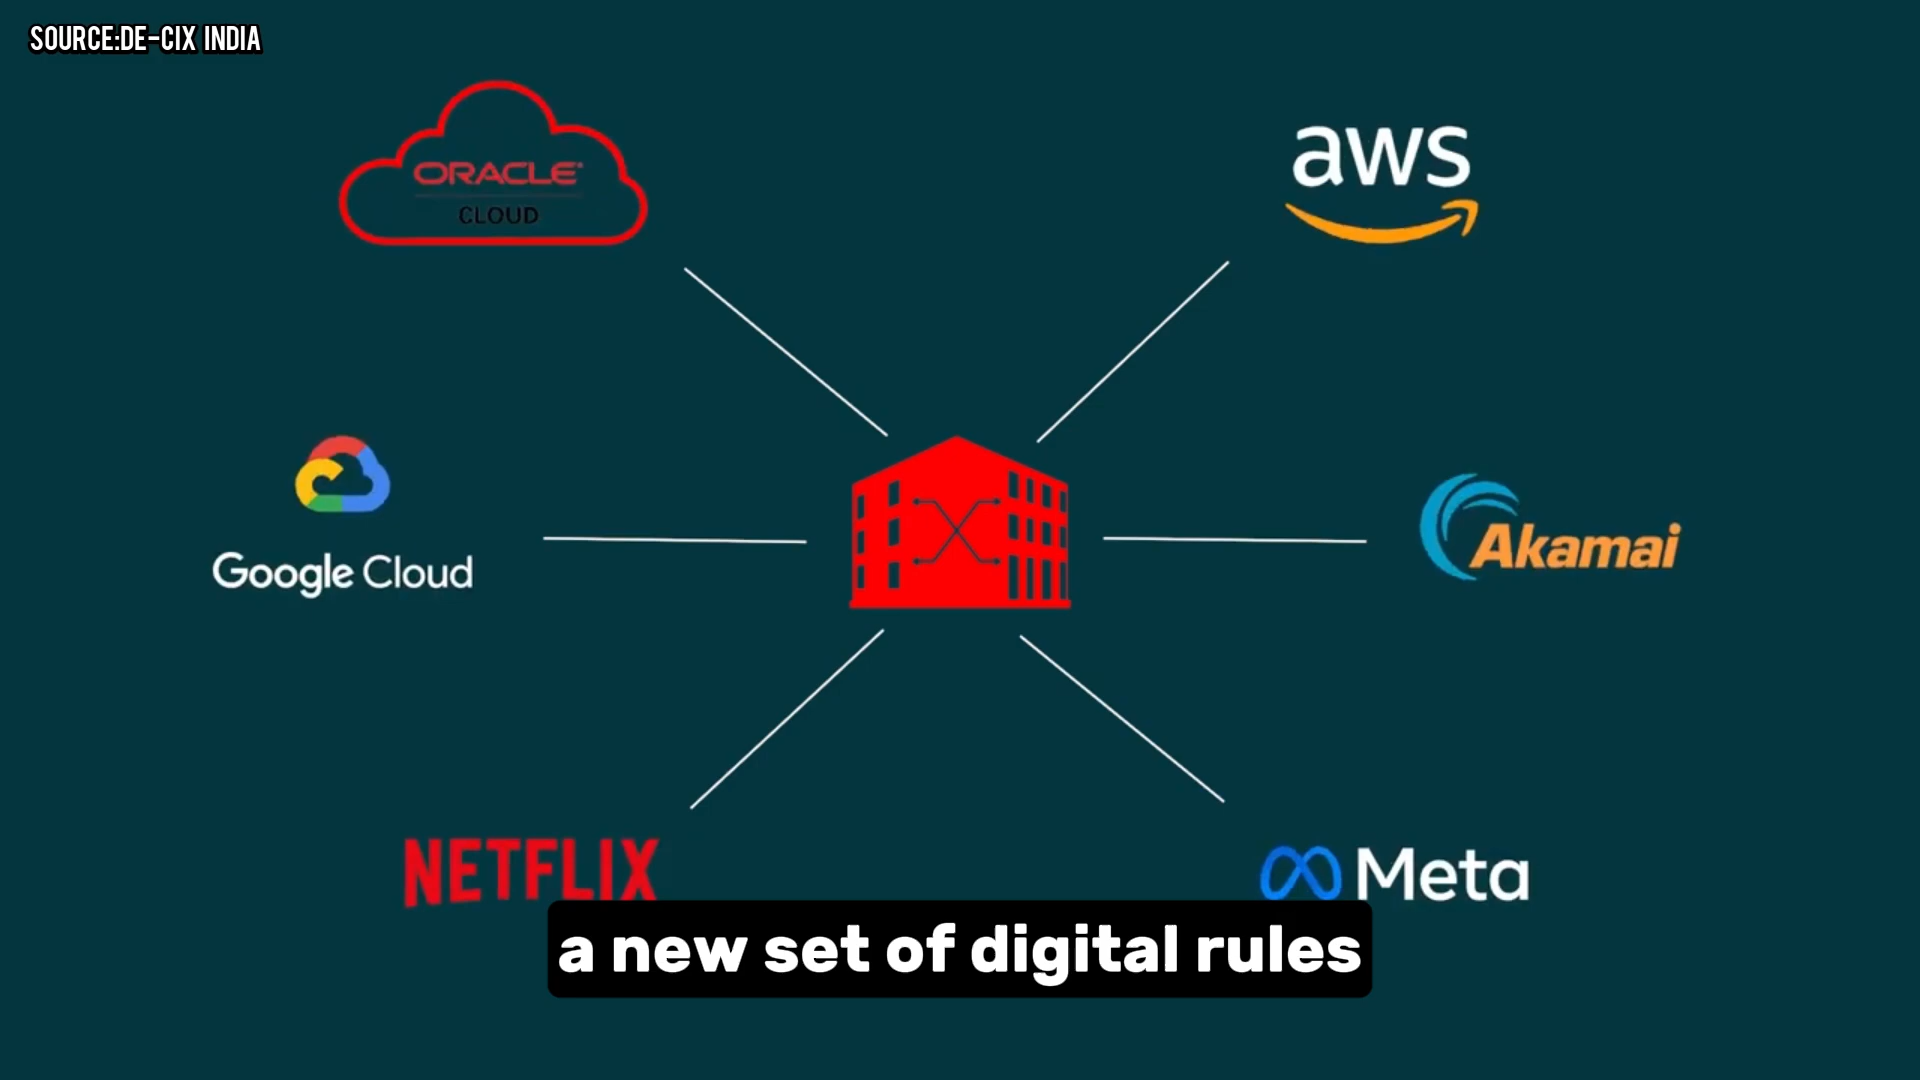 SOURCE:DE-CIX INDIA
ORACLE
CLOUD
aws
Google Cloud
Akamai
NETFLIX
Meta
a new set of digital rules